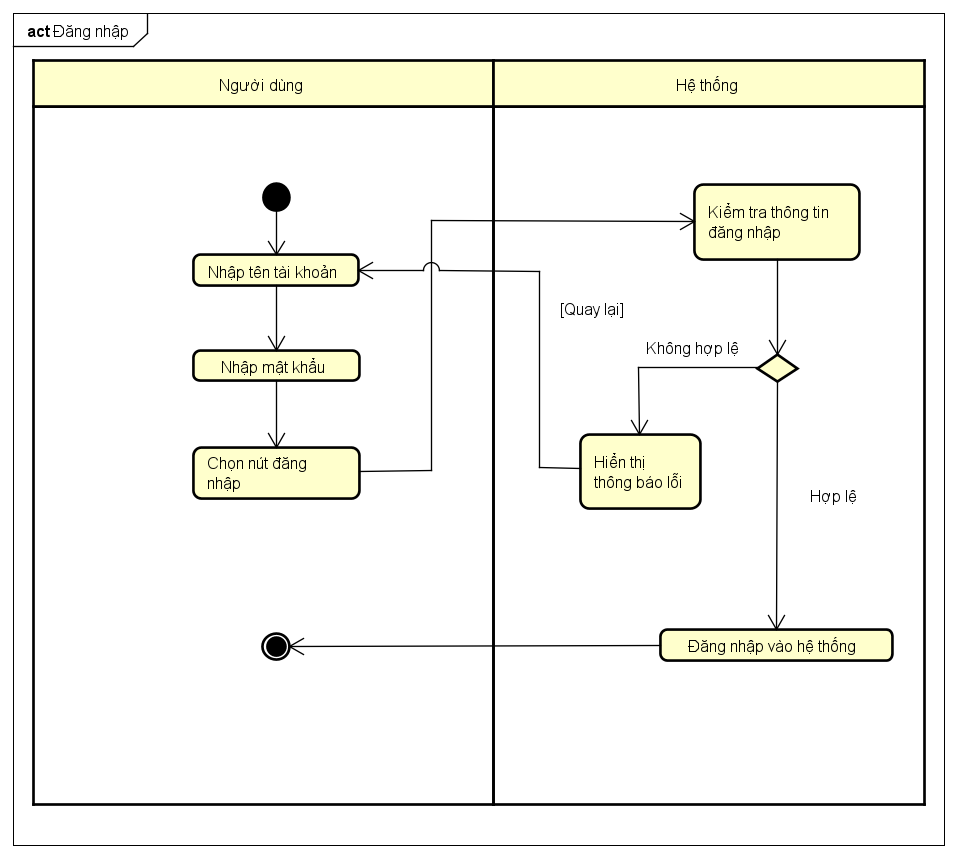 act Đăng nhập
Người dùng
Hệ thống
Nhập tên tài khoản
Nhập mật khẩu
Chọn nút đăng
nhập
Kiểm tra thông tin
đăng nhập
[Quay lại]
Không hợp lệ
Hiển thị
thông báo lỗi
Hợp lệ
Đăng nhập vào hệ thống